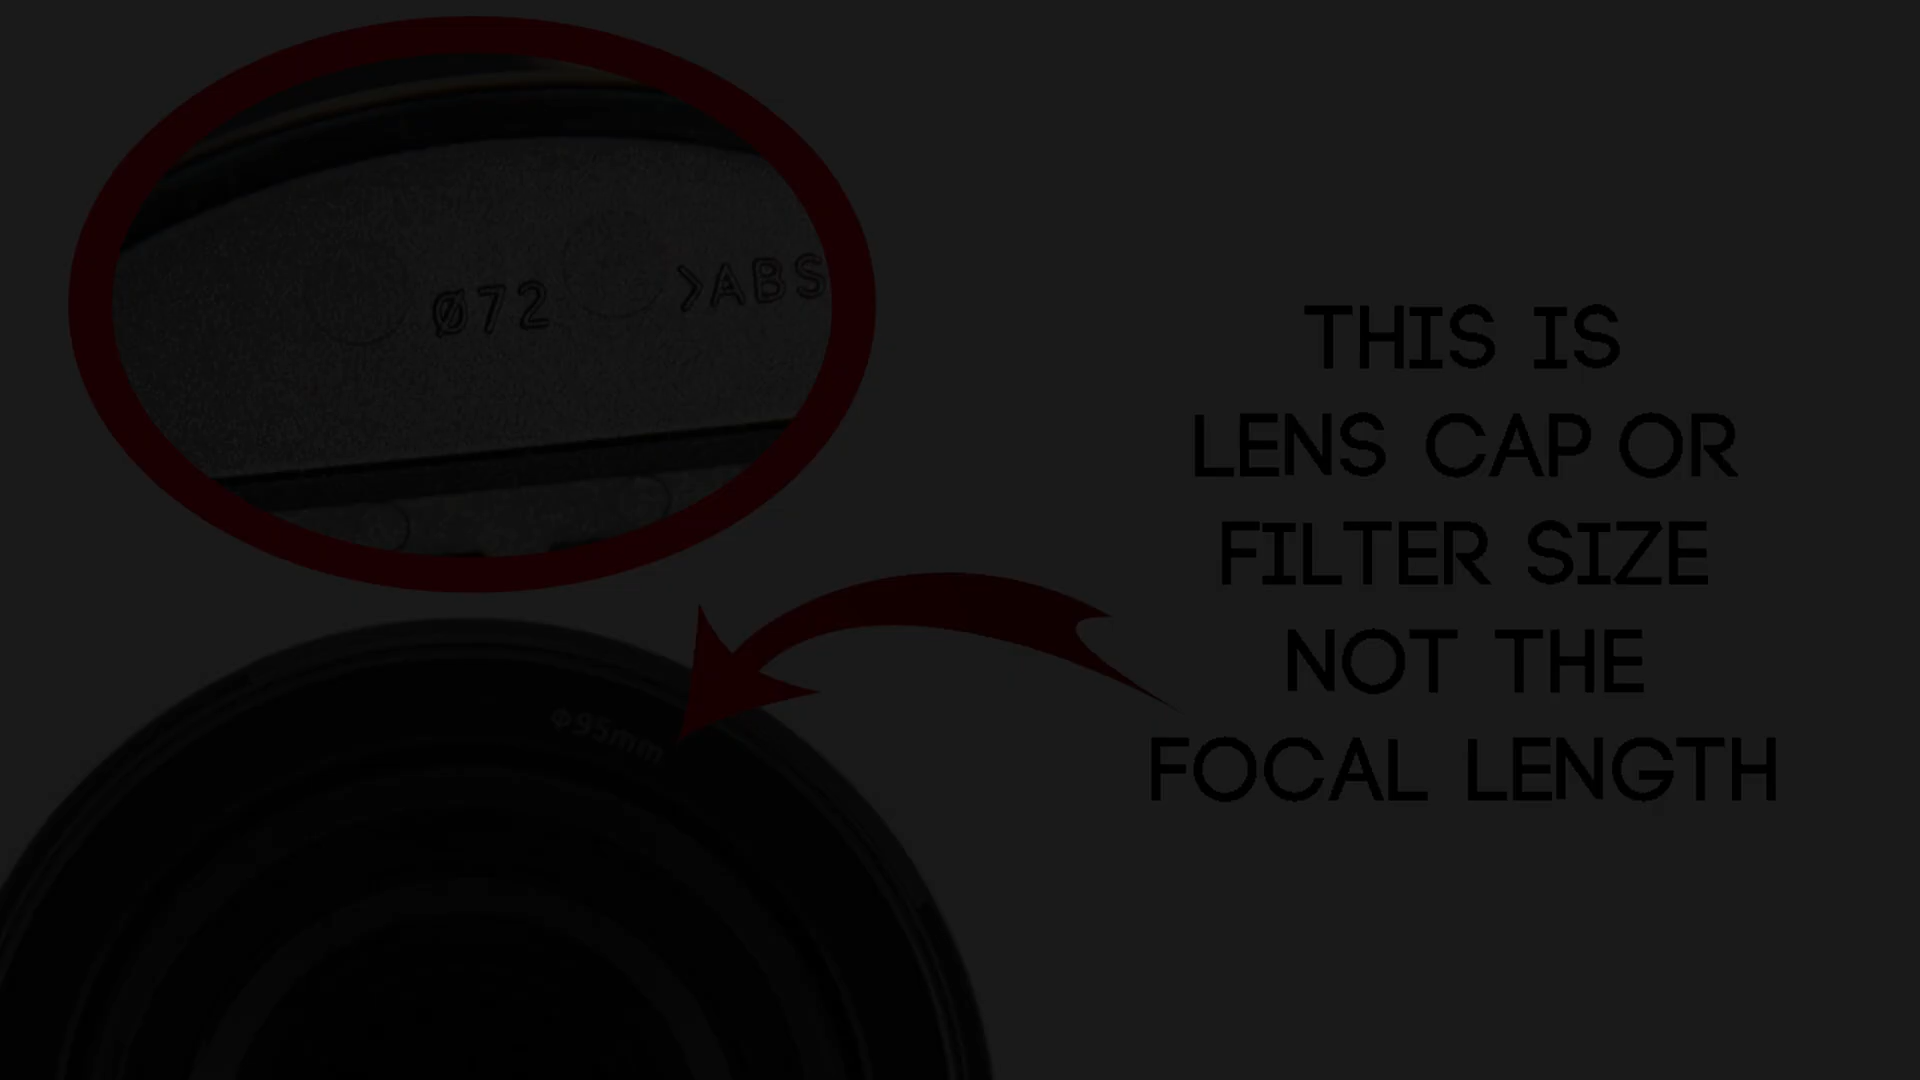 Ø72 >ABS
THIS IS
LENS CAP OR
FILTER SIZE
NOT THE
FOCAL LENGTH
Φ95mm